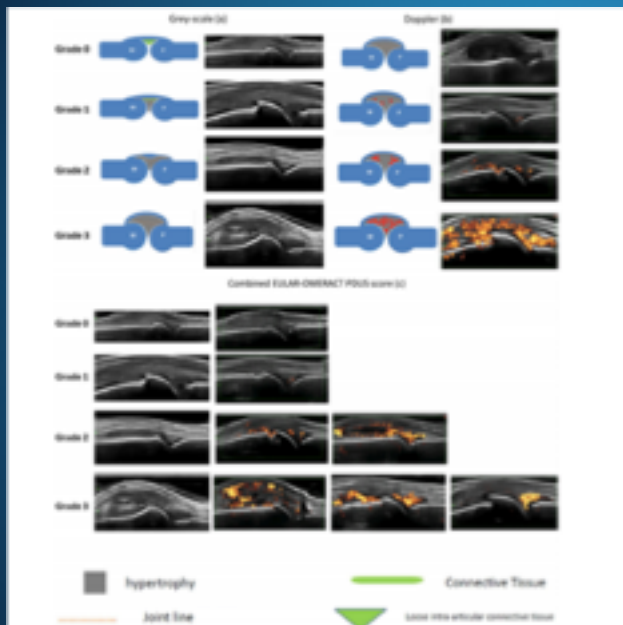 Grey-scale (a)
Doppler (b)
Grade 0
Grade 1
Grade 2
Grade 3
Combined EULAR-OMERACT PDUS score (c)
Grade 0
Grade 1
Grade 2
Grade 3
hypertrophy
Connective Tissue
Joint line
Loose intra articular connective tissue